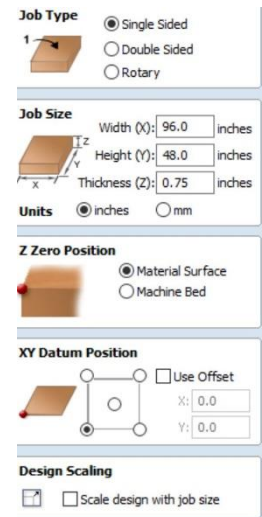 Job Type
Single Sided
1
Double Sided
Rotary
Job Size
Width (X): 96.0 inches
Z
Height (Y): 48.0 inches
Y
X
Thickness (Z): 0.75 inches
Units inches mm
Z Zero Position
Material Surface
Machine Bed
XY Datum Position
Use Offset
X: 0.0
Y: 0.0
Design Scaling
Scale design with job size